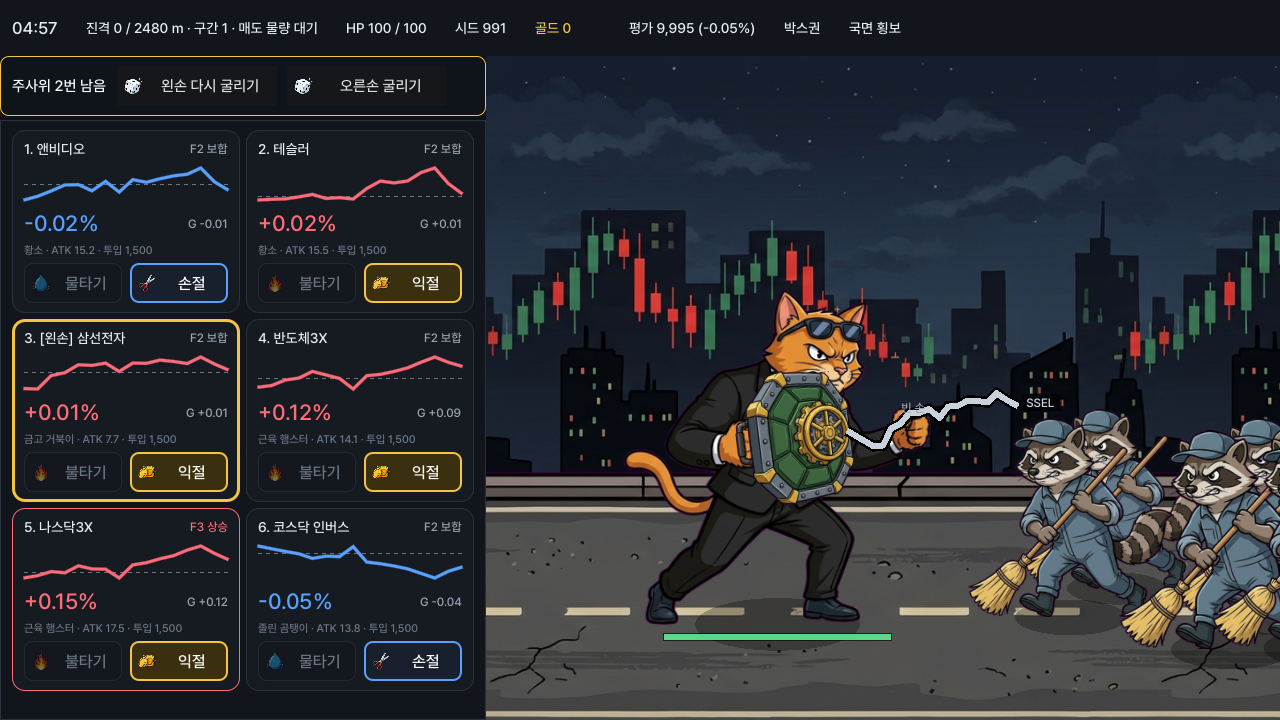 04:57 진격 0 / 2480 m · 구간 1 · 매도 물량 대기 HP 100 / 100 시드 991 골드 0 평가 9,995 (-0.05%) 박스권 국면 횡보
주사위 2번 남음 왼손 다시 굴리기 오른손 굴리기
1. 앤비디오 F2 보합
-0.02% G -0.01
황소 · ATK 15.2 · 투입 1,500
물타기 손절
2. 테슬러 F2 보합
+0.02% G +0.01
황소 · ATK 15.5 · 투입 1,500
불타기 익절
3. [왼손] 삼선전자 F2 보합
+0.01% G +0.01
금고 거북이 · ATK 7.7 · 투입 1,500
불타기 익절
4. 반도체3X F2 보합
+0.12% G +0.09
근육 햄스터 · ATK 14.1 · 투입 1,500
불타기 익절
5. 나스닥3X F3 상승
+0.15% G +0.12
근육 햄스터 · ATK 17.5 · 투입 1,500
불타기 익절
6. 코스닥 인버스 F2 보합
-0.05% G -0.04
졸린 곰탱이 · ATK 13.8 · 투입 1,500
물타기 손절
SSEL